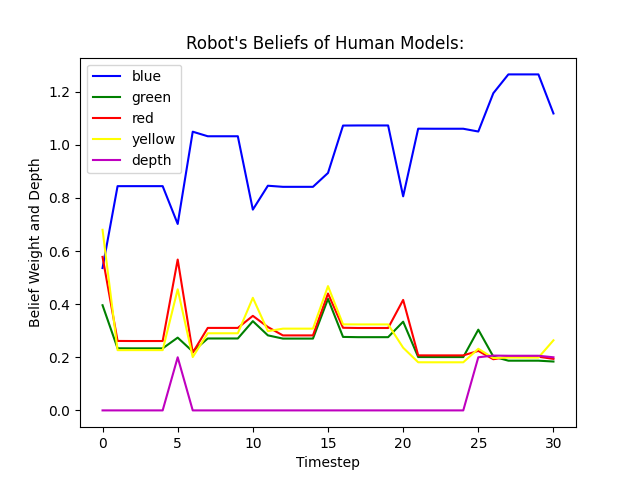 Robot's Beliefs of Human Models:
blue
green
red
yellow
depth
Belief Weight and Depth
1.2
1.0
0.8
0.6
0.4
0.2
0.0
0 5 10 15 20 25 30
Timestep